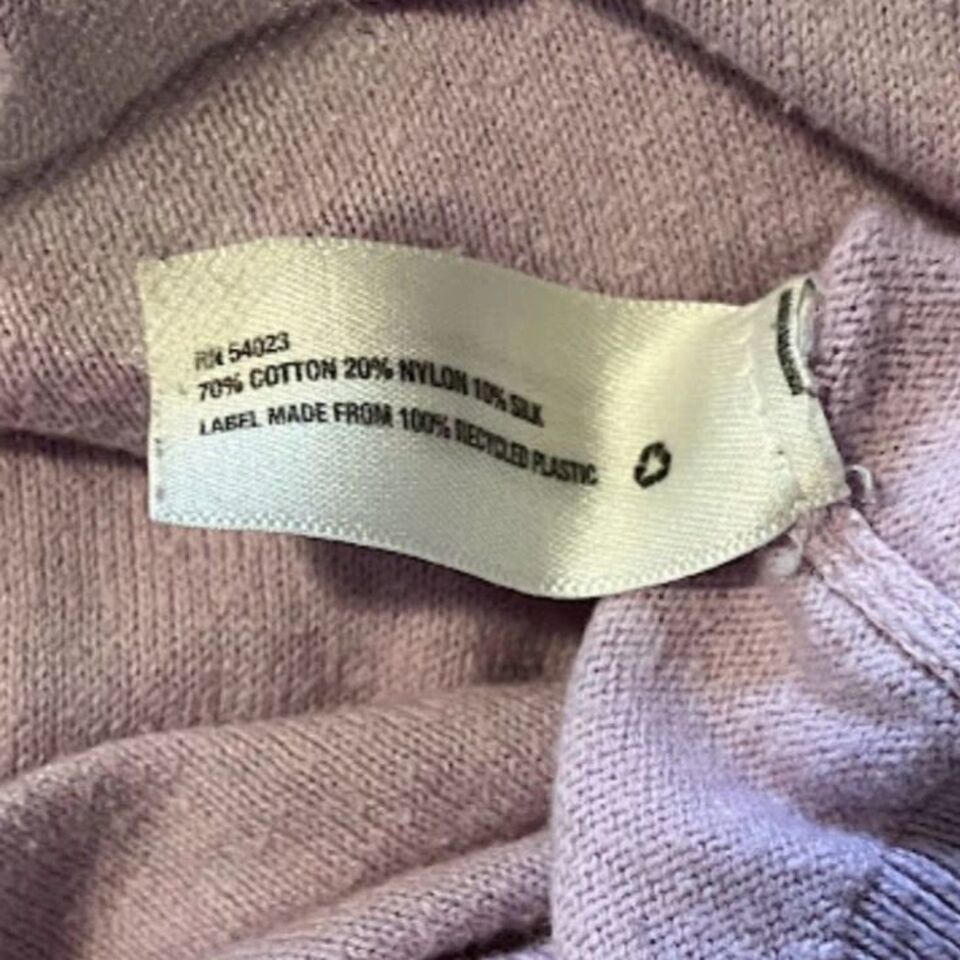 RN 54023
70% COTTON 20% NYLON 10% SILK
LABEL MADE FROM 100% RECYCLED PLASTIC